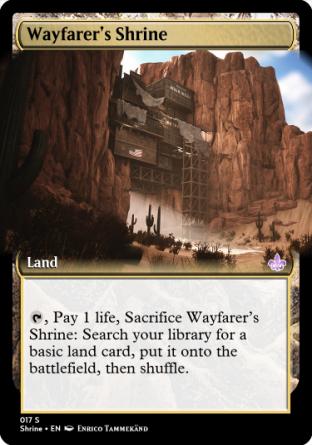 Wayfarer's Shrine
Land
, Pay 1 life, Sacrifice Wayfarer's
Shrine: Search your library for a
basic land card, put it onto the
battlefield, then shuffle.
017 S
Shrine • EN Enrico Tammekänd